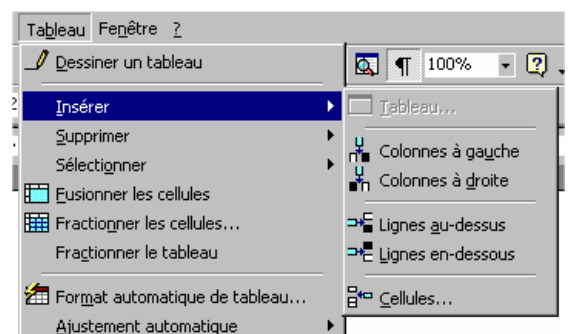 Tableau Fenêtre ?
Dessiner un tableau
100%
Insérer
Supprimer
Sélectionner
Fusionner les cellules
Fractionner les cellules...
Fractionner le tableau
Format automatique de tableau...
Ajustement automatique
Tableau...
Colonnes à gauche
Colonnes à droite
Lignes au-dessus
Lignes en-dessous
Cellules...